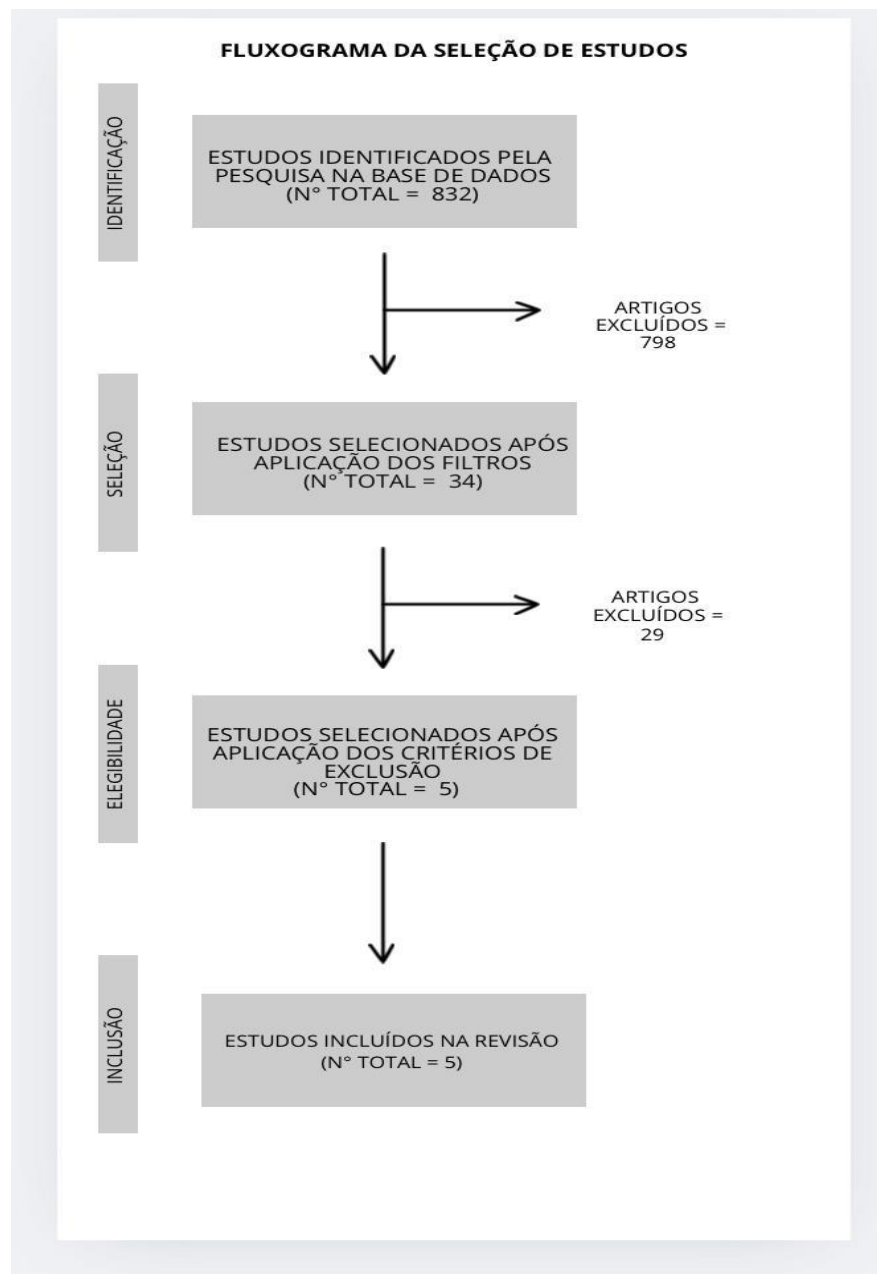 FLUXOGRAMA DA SELEÇÃO DE ESTUDOS
IDENTIFICAÇÃO
ESTUDOS IDENTIFICADOS PELA
PESQUISA NA BASE DE DADOS
(N° TOTAL = 832)
ARTIGOS
EXCLUÍDOS =
798
SELEÇÃO
ESTUDOS SELECIONADOS APÓS
APLICAÇÃO DOS FILTROS
(N° TOTAL = 34)
ARTIGOS
EXCLUÍDOS =
29
ELEGIBILIDADE
ESTUDOS SELECIONADOS APÓS
APLICAÇÃO DOS CRITÉRIOS DE
EXCLUSÃO
(N° TOTAL = 5)
INCLUSÃO
ESTUDOS INCLUÍDOS NA REVISÃO
(N° TOTAL = 5)